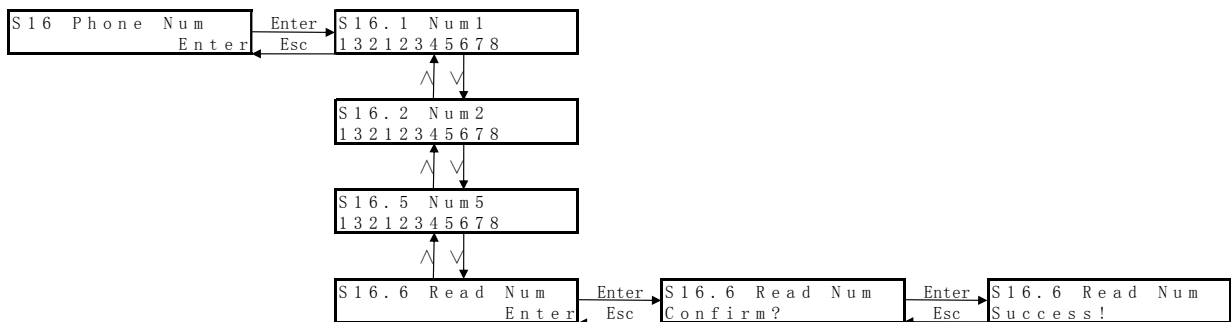 S16 Phone Num
Enter
Enter
Esc
S16.1 Num1
13212345678
∧ ∨
S16.2 Num2
13212345678
∧ ∨
S16.5 Num5
13212345678
∧ ∨
S16.6 Read Num
Enter
Enter
Esc
S16.6 Read Num
Confirm?
Enter
Esc
S16.6 Read Num
Success!